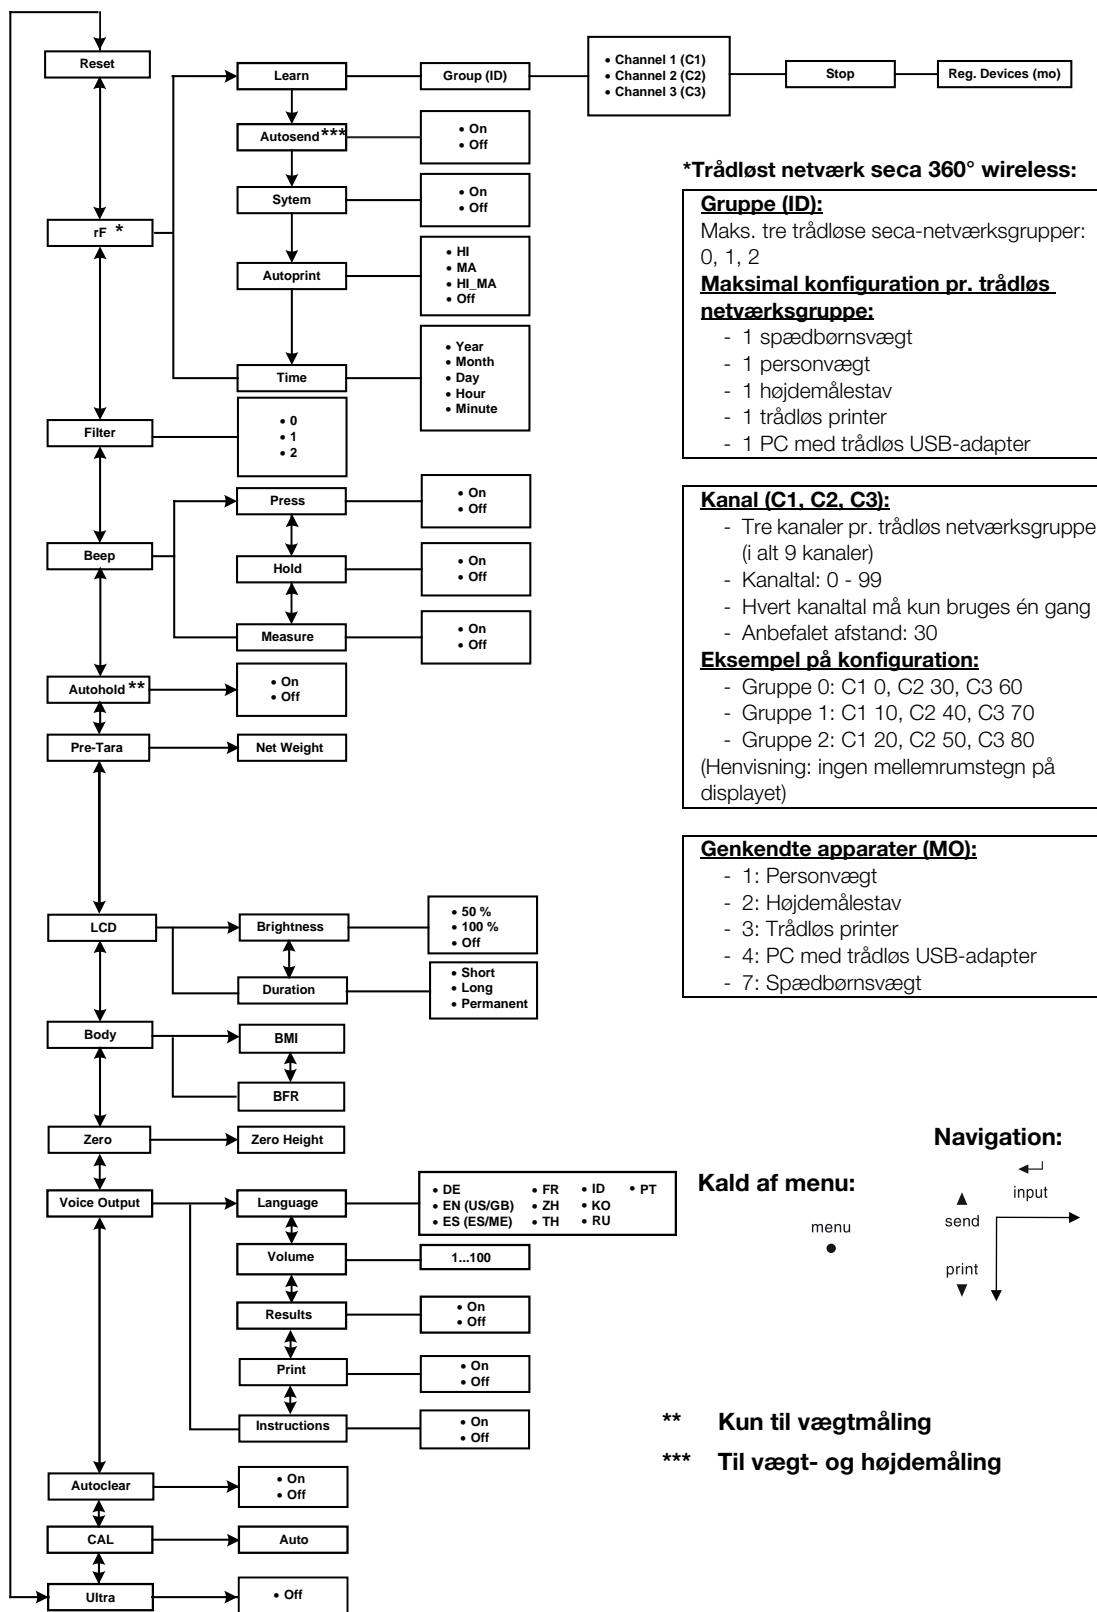 Reset
Learn
Group (ID)
• Channel 1 (C1)
• Channel 2 (C2)
• Channel 3 (C3)
Stop
Reg. Devices (mo)
Autosend ***
• On
• Off
Sytem
• On
• Off
rF *
Autoprint
• HI
• MA
• HI_MA
• Off
Time
• Year
• Month
• Day
• Hour
• Minute
Filter
• 0
• 1
• 2
Beep
Press
• On
• Off
Hold
• On
• Off
Measure
• On
• Off
Autohold **
• On
• Off
Pre-Tara
Net Weight
LCD
Brightness
• 50 %
• 100 %
• Off
Duration
• Short
• Long
• Permanent
Body
BMI
BFR
Zero
Zero Height
Voice Output
Language
• DE • FR • ID • PT
• EN (US/GB) • ZH • KO
• ES (ES/ME) • TH • RU
Volume
1...100
Results
• On
• Off
Print
• On
• Off
Instructions
• On
• Off
Autoclear
• On
• Off
CAL
Auto
Ultra
• Off
*Trådløst netværk seca 360° wireless:
Gruppe (ID):
Maks. tre trådløse seca-netværksgrupper:
0, 1, 2
Maksimal konfiguration pr. trådløs
netværksgruppe:
- 1 spædbørnsvægt
- 1 personvægt
- 1 højdemålestav
- 1 trådløs printer
- 1 PC med trådløs USB-adapter
Kanal (C1, C2, C3):
- Tre kanaler pr. trådløs netværksgruppe
(i alt 9 kanaler)
- Kanaltal: 0 - 99
- Hvert kanaltal må kun bruges én gang
- Anbefalet afstand: 30
Eksempel på konfiguration:
- Gruppe 0: C1 0, C2 30, C3 60
- Gruppe 1: C1 10, C2 40, C3 70
- Gruppe 2: C1 20, C2 50, C3 80
(Henvisning: ingen mellemrumstegn på
displayet)
Genkendte apparater (MO):
- 1: Personvægt
- 2: Højdemålestav
- 3: Trådløs printer
- 4: PC med trådløs USB-adapter
- 7: Spædbørnsvægt
Kald af menu:
menu
Navigation:
input
send
print
** Kun til vægtmåling
*** Til vægt- og højdemåling